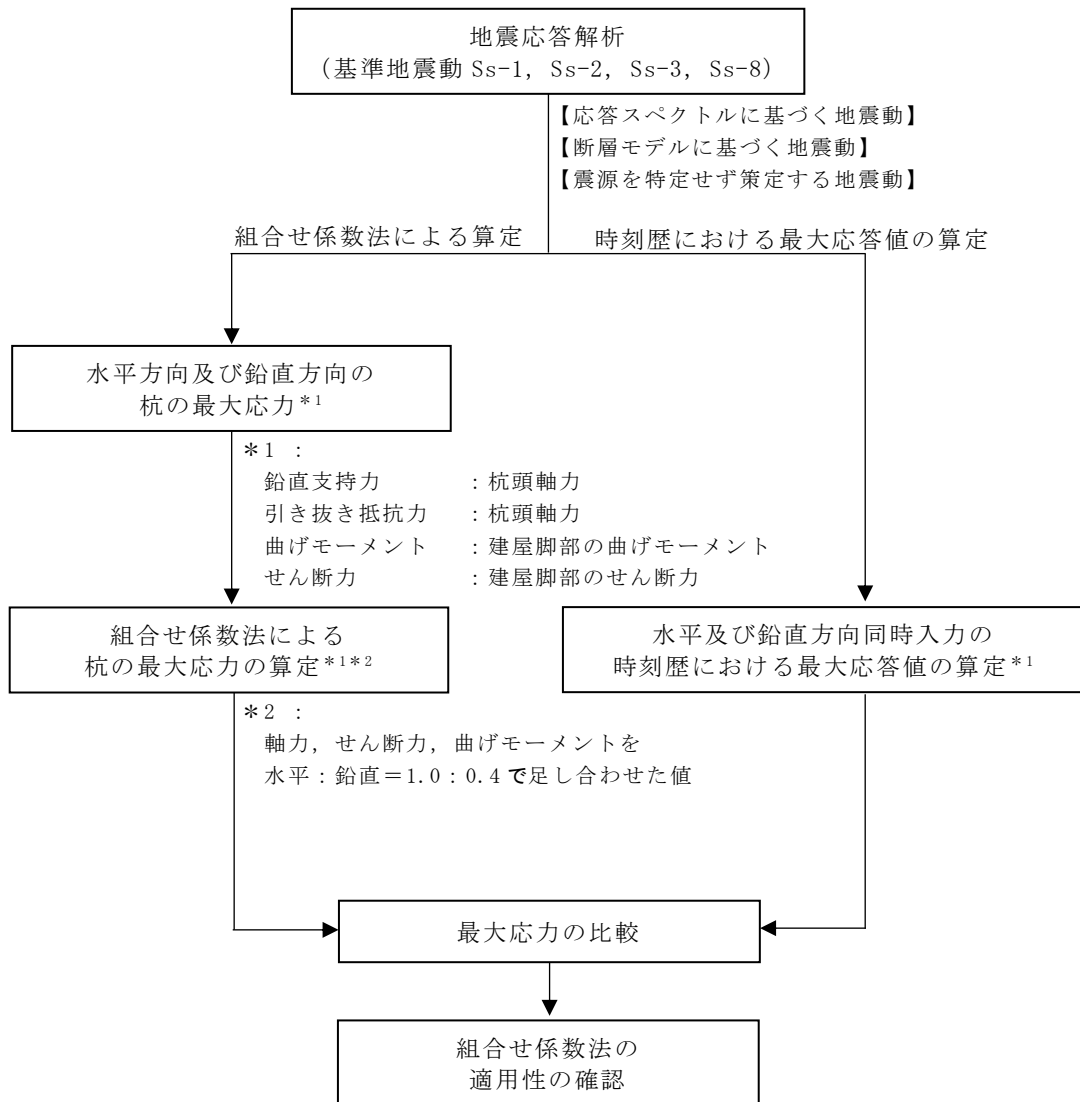 地震応答解析
(基準地震動 Ss-1, Ss-2, Ss-3, Ss-8)
【応答スペクトルに基づく地震動】
【断層モデルに基づく地震動】
【震源を特定せず策定する地震動】
組合せ係数法による算定
時刻歴における最大応答値の算定
水平方向及び鉛直方向の
杭の最大応力*1
*1 :
鉛直支持力 :杭頭軸力
引き抜き抵抗力 :杭頭軸力
曲げモーメント :建屋脚部の曲げモーメント
せん断力 :建屋脚部のせん断力
組合せ係数法による
杭の最大応力の算定*1*2
水平及び鉛直方向同時入力の
時刻歴における最大応答値の算定*1
*2 :
軸力, せん断力, 曲げモーメントを
水平:鉛直=1.0:0.4で足し合わせた値
最大応力の比較
組合せ係数法の
適用性の確認